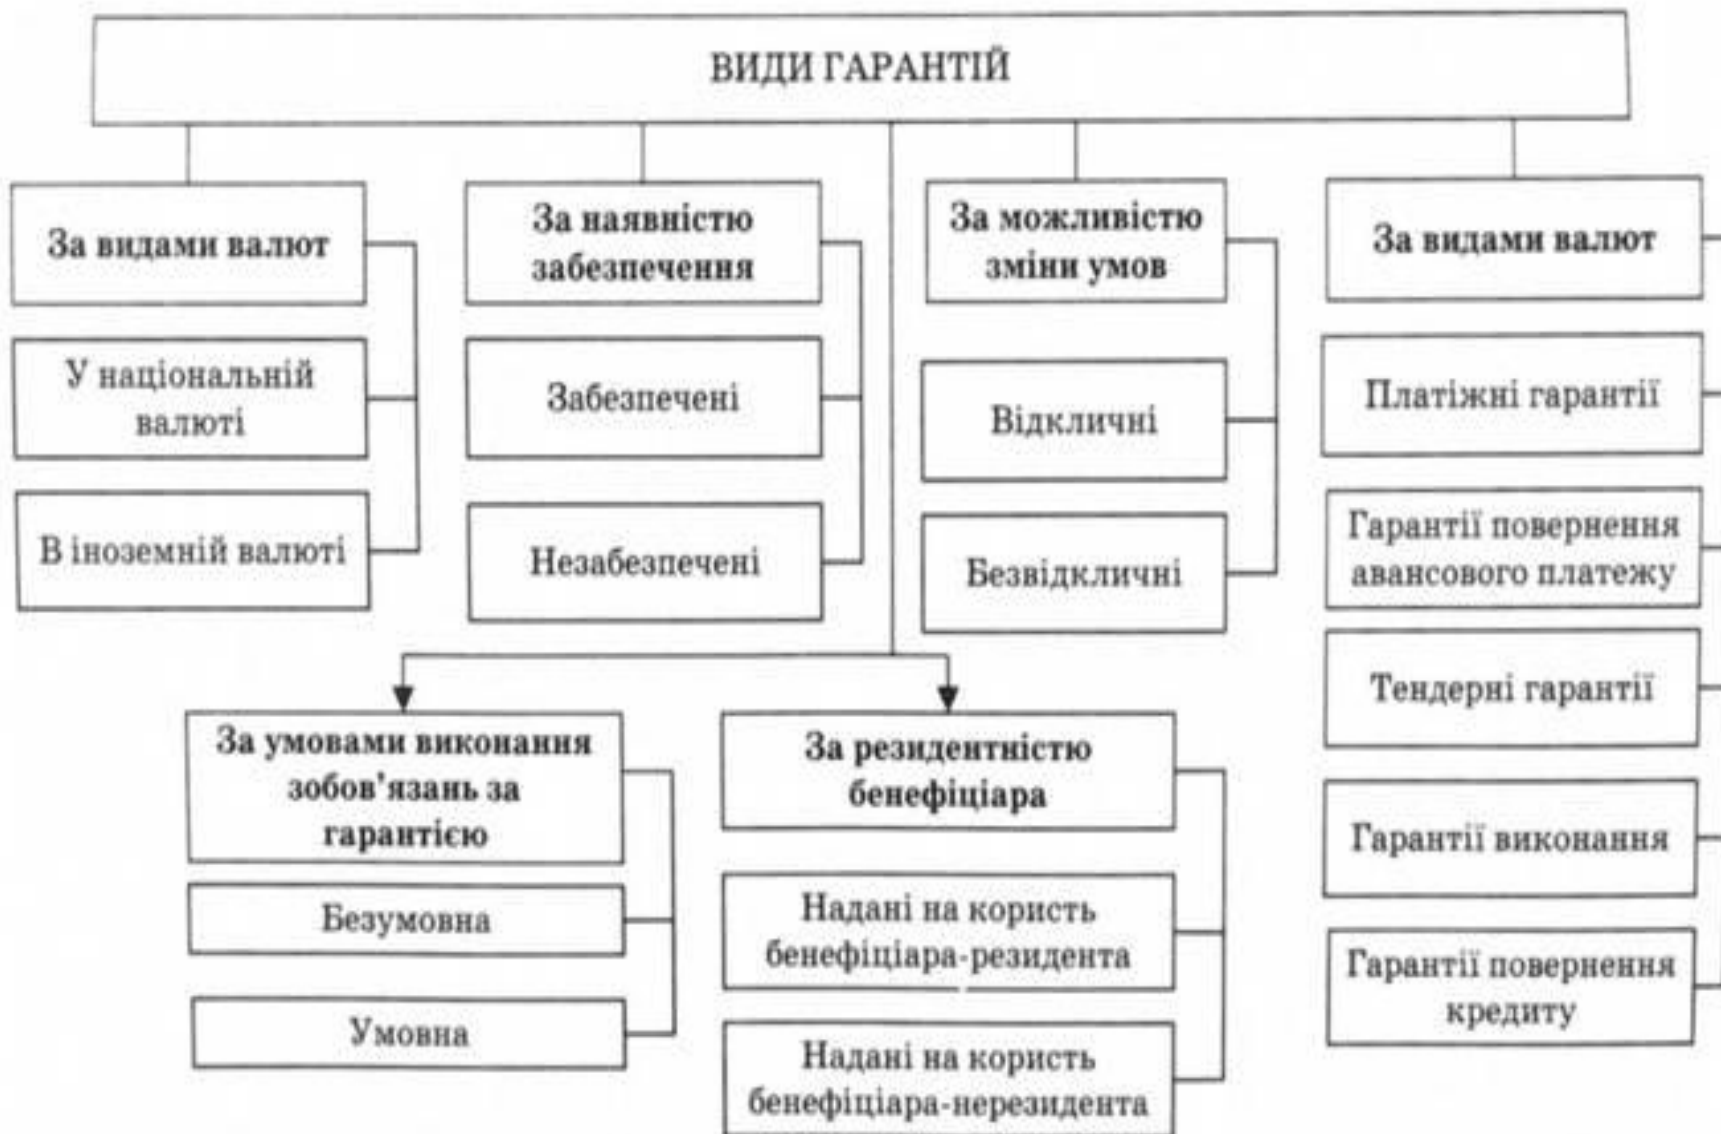 ВИДИ ГАРАНТІЙ
За видами валют
У національній
валюті
В іноземній валюті
За наявністю
забезпечення
Забезпечені
Незабезпечені
За можливістю
зміни умов
Відкличні
Безвідкличні
За видами валют
Платіжні гарантії
Гарантії повернення
авансового платежу
Тендерні гарантії
Гарантії виконання
Гарантії повернення
кредиту
За умовами виконання
зобов'язань за
гарантією
Безумовна
Умовна
За резидентністю
бенефіціара
Надані на користь
бенефіціара-резидента
Надані на користь
бенефіціара-нерезидента